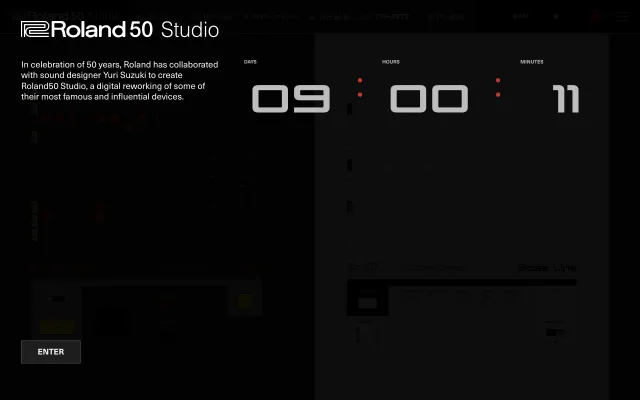 Roland 50 Studio
In celebration of 50 years, Roland has collaborated
with sound designer Yuri Suzuki to create
Roland50 Studio, a digital reworking of some of
their most famous and influential devices.
DAYS HOURS MINUTES
09 : 00 : 11
Bass Line
ENTER